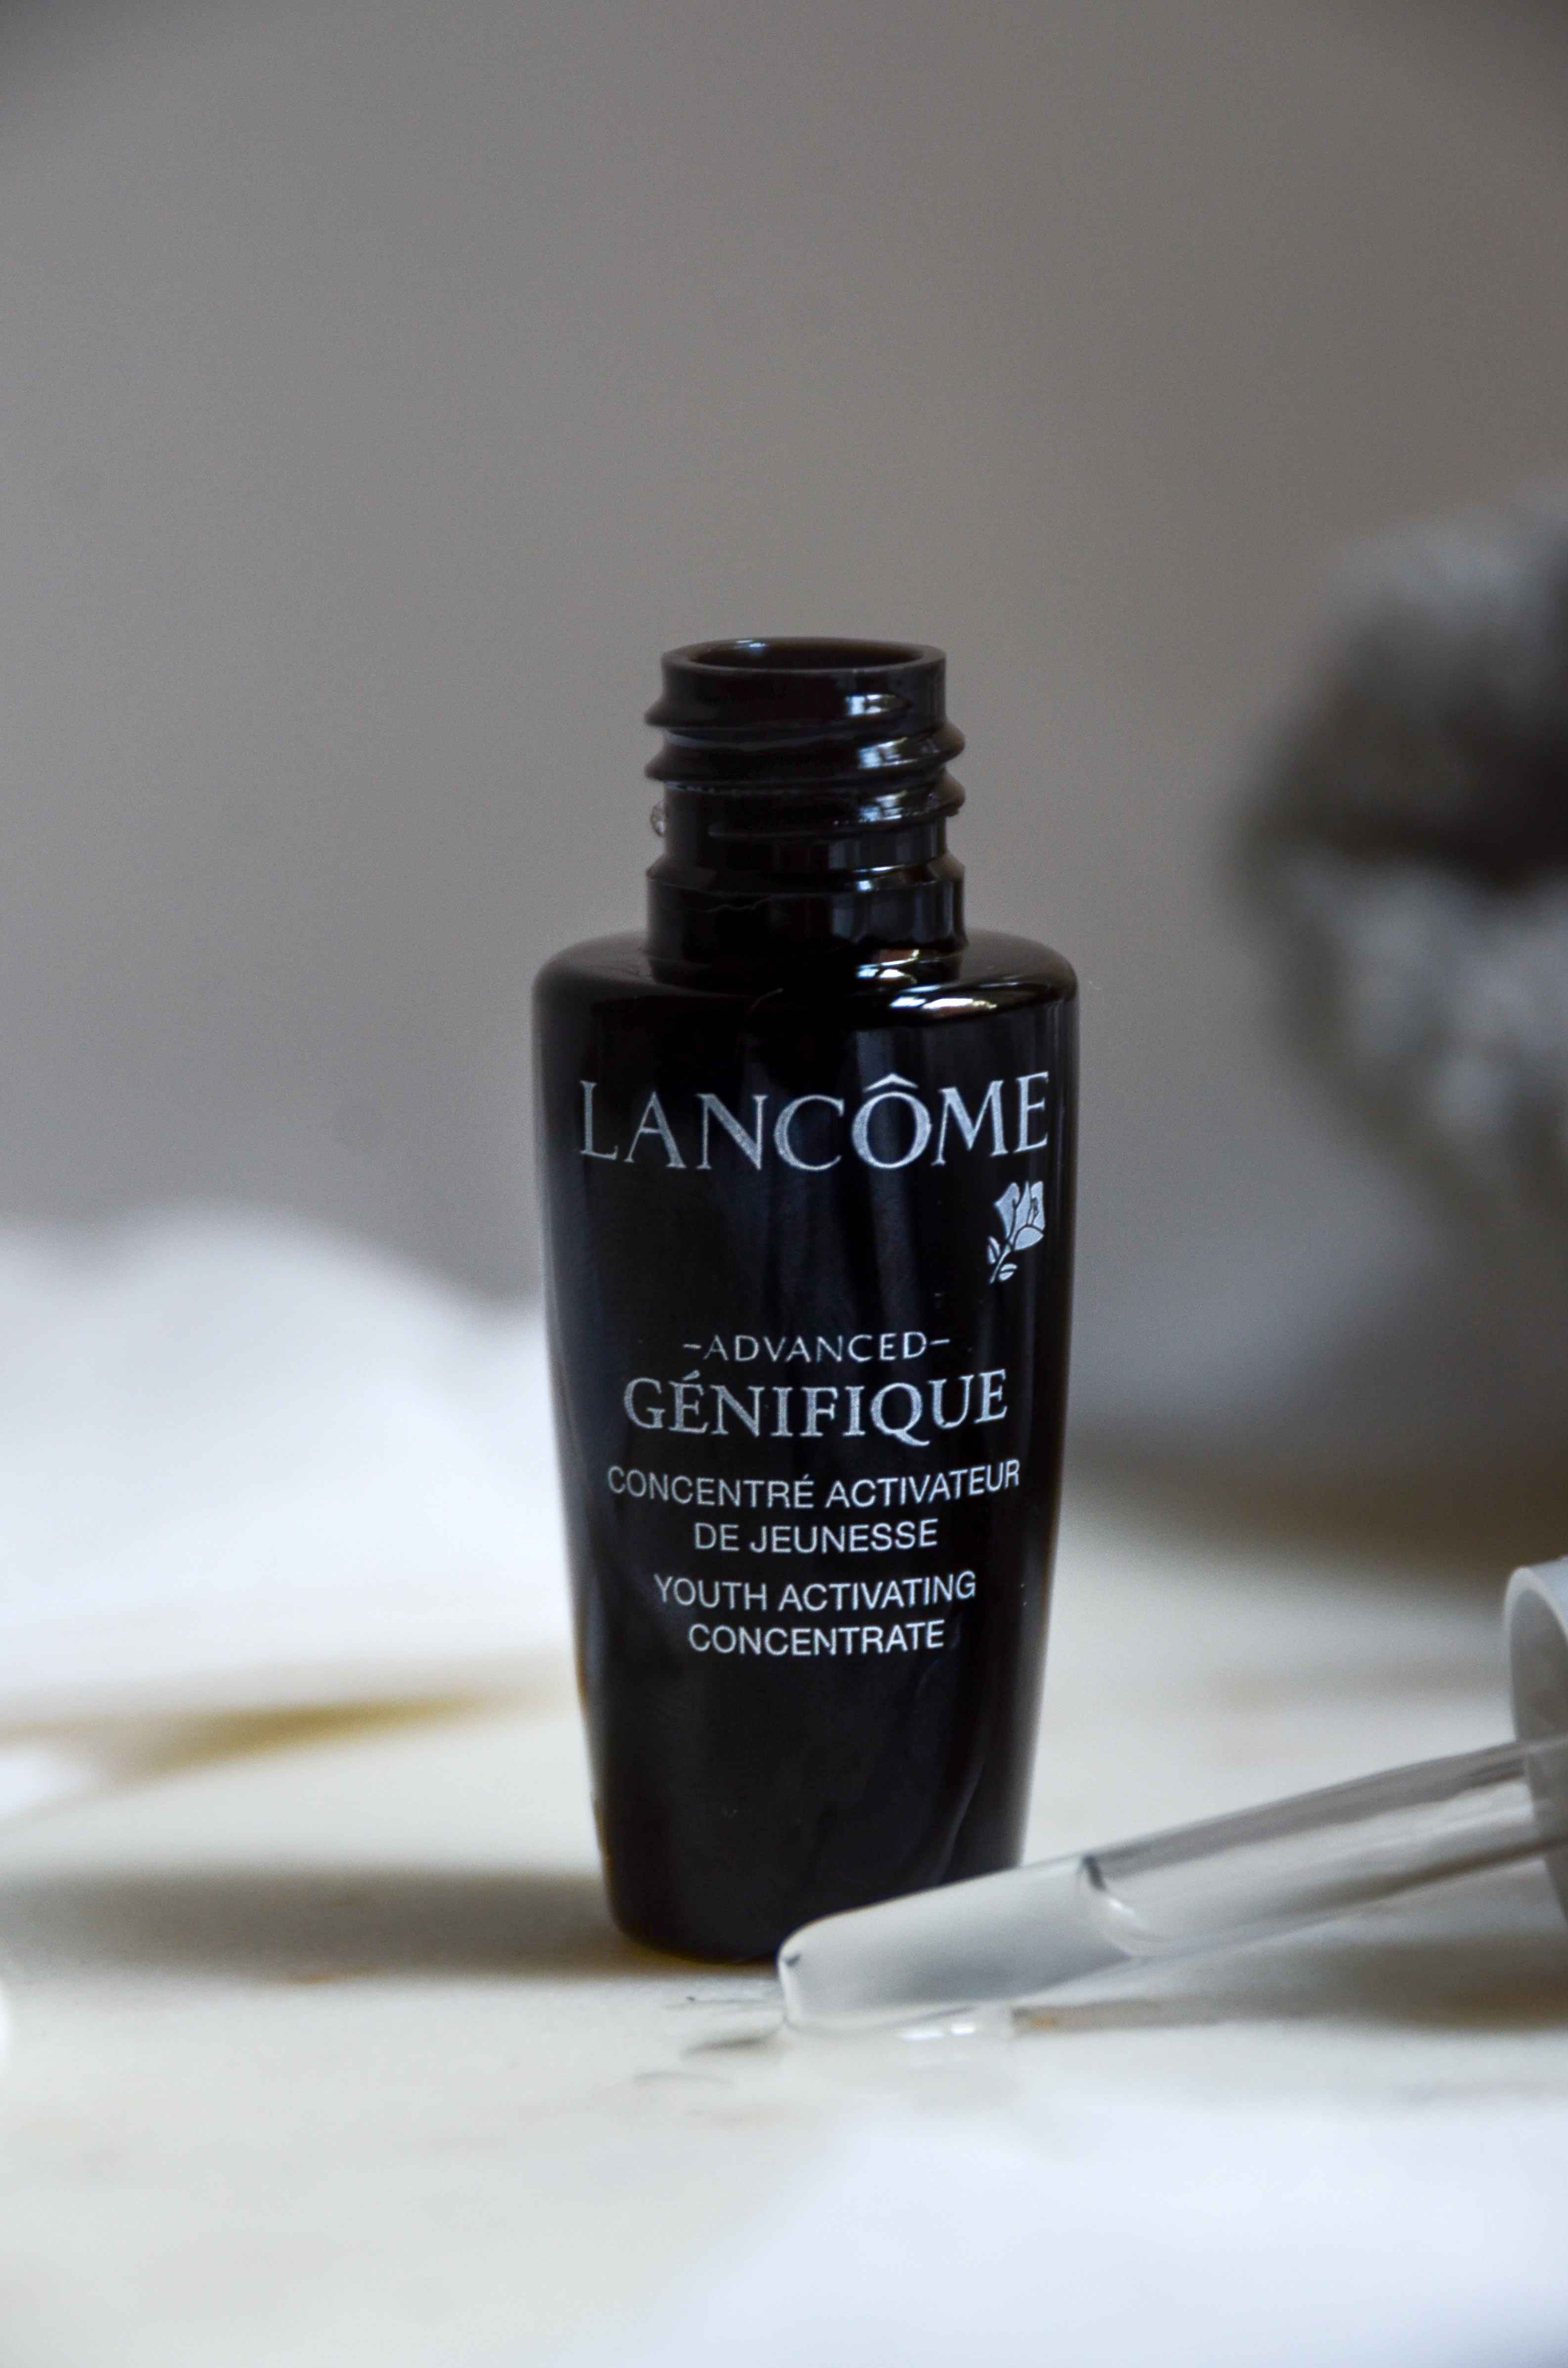 LANCÔME
-ADVANCED-
GÉNIFIQUE
CONCENTRÉ ACTIVATEUR
DE JEUNESSE
YOUTH ACTIVATING
CONCENTRATE